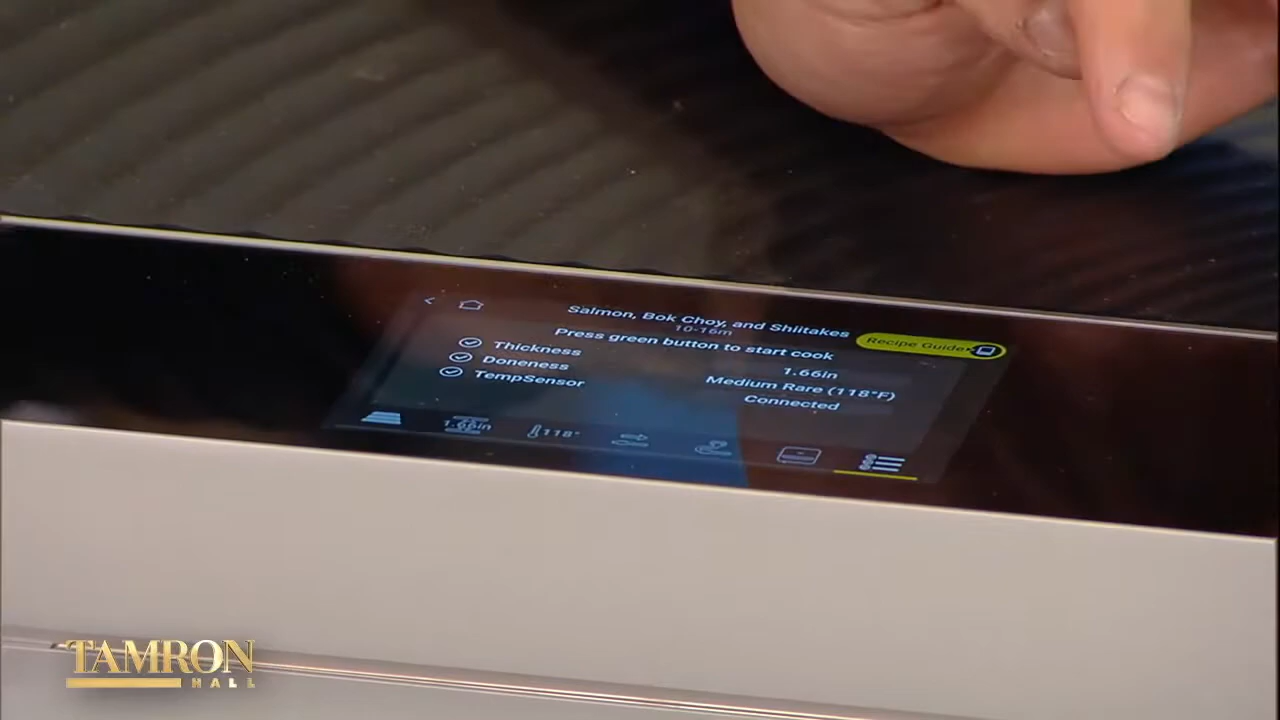 Salmon, Bok Choy, and Shiitakes
10-16m
Recipe Guide
Press green button to start cook
Thickness 1.66in
Doneness Medium Rare (118°F)
TempSensor Connected
1.66in 118°
TAMRON
HALL